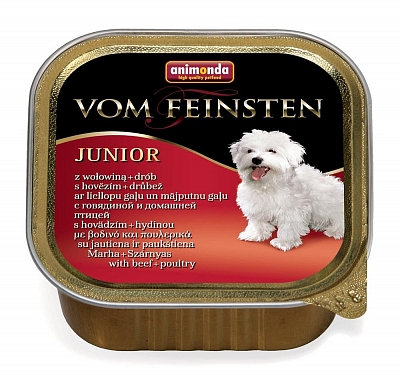 animonda
high quality petfood
VOM FEINSTEN
JUNIOR
z wołowiną+drób
s hovězím+drůbež
ar liellopu gaļu un mājputnu gaļu
с говядиной и домашней
птицей
s hovädzím+hydinou
με βοδινό και πουλερικά
su jautiena ir paukštiena
Marha+Szárnyas
with beef+poultry